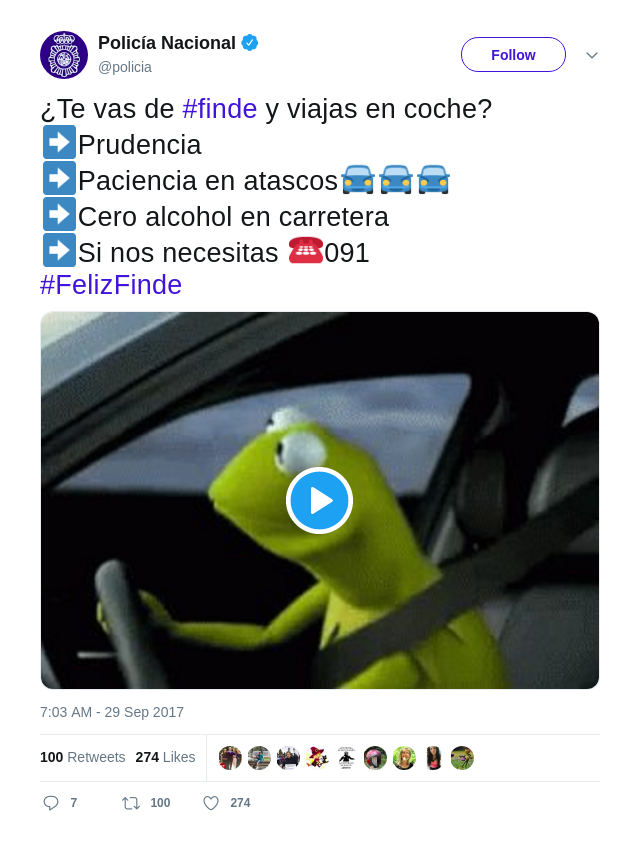 Policía Nacional
@policia
Follow
¿Te vas de #finde y viajas en coche?
➡Prudencia
➡Paciencia en atascos🚘🚘🚘
➡Cero alcohol en carretera
➡Si nos necesitas ☎091
#FelizFinde
7:03 AM - 29 Sep 2017
100 Retweets 274 Likes
7 100 274